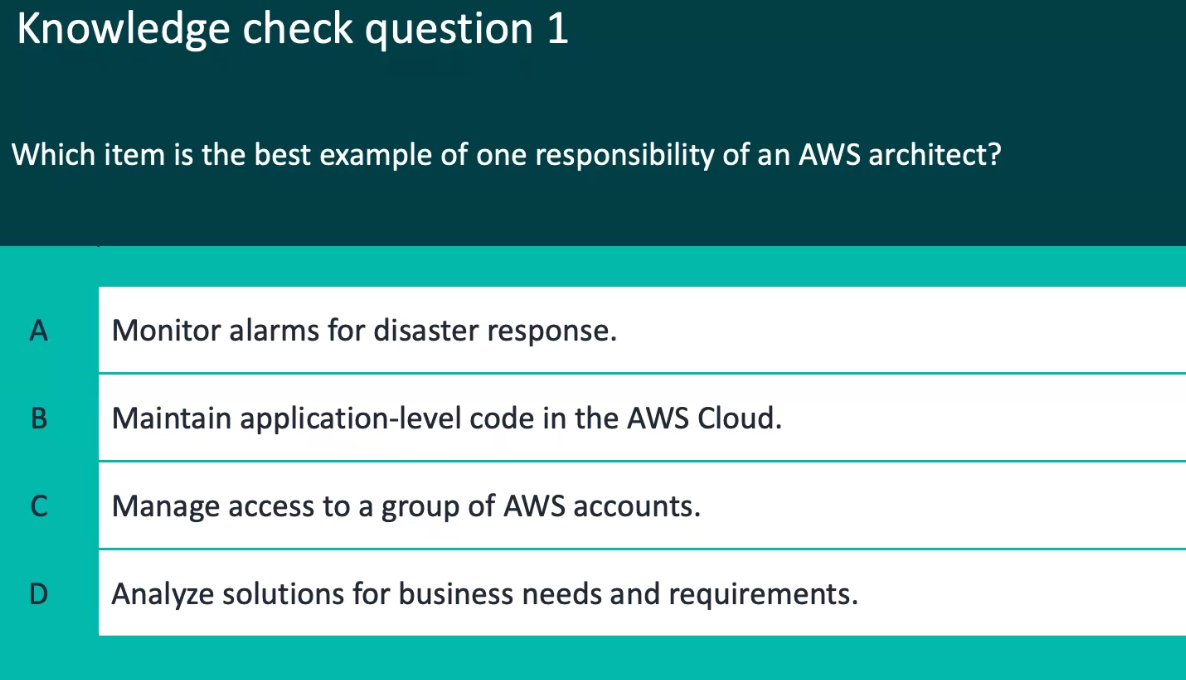 Knowledge check question 1
Which item is the best example of one responsibility of an AWS architect?
A Monitor alarms for disaster response.
B Maintain application-level code in the AWS Cloud.
C Manage access to a group of AWS accounts.
D Analyze solutions for business needs and requirements.